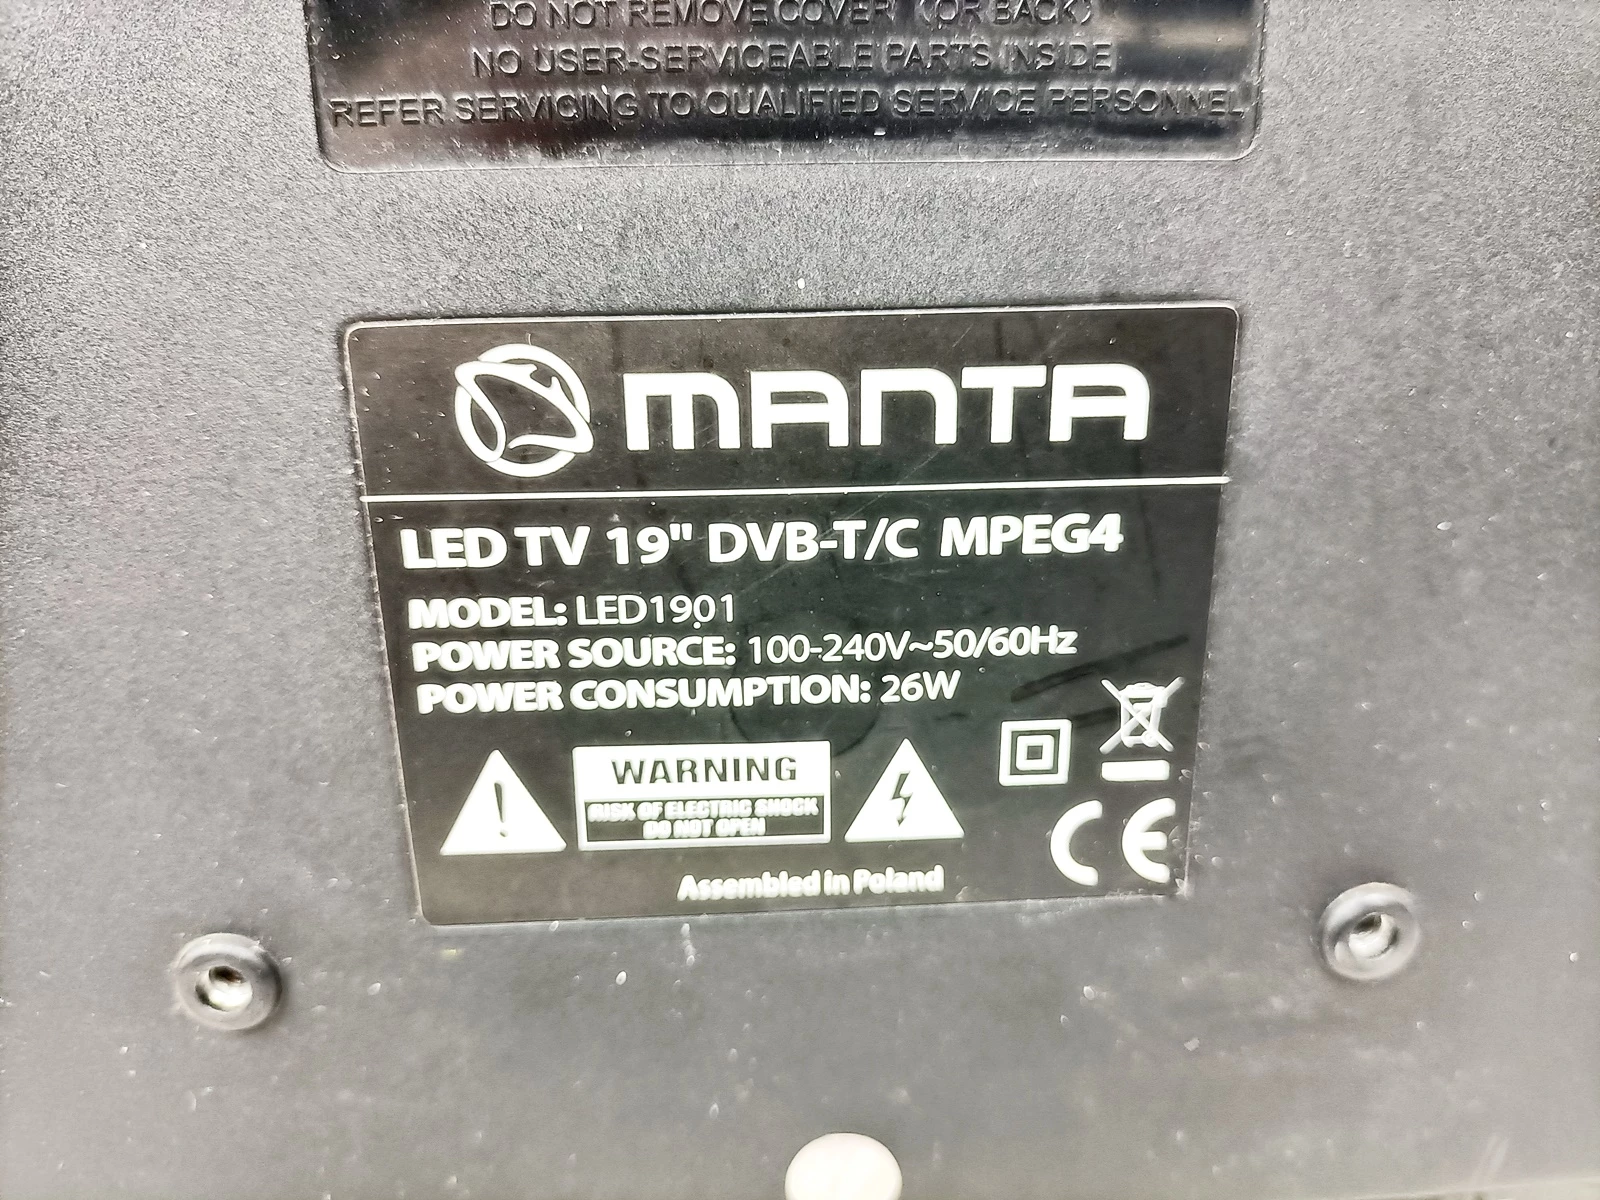 DO NOT REMOVE COVER (OR BACK)
NO USER-SERVICEABLE PARTS INSIDE
REFER SERVICING TO QUALIFIED SERVICE PERSONNEL
MANTA
LED TV 19" DVB-T/C MPEG4
MODEL: LED1901
POWER SOURCE: 100-240V~50/60Hz
POWER CONSUMPTION: 26W
WARNING
RISK OF ELECTRIC SHOCK
DO NOT OPEN
CE
Assembled in Poland